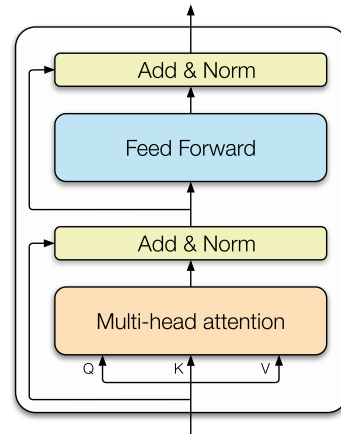 Add & Norm
Feed Forward
Add & Norm
Multi-head attention
Q K V